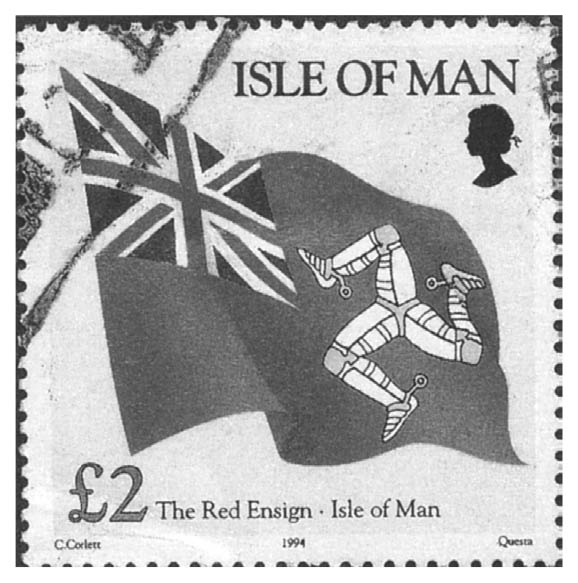 ISLE OF MAN
£2 The Red Ensign · Isle of Man
C.Corlett 1994 Questa